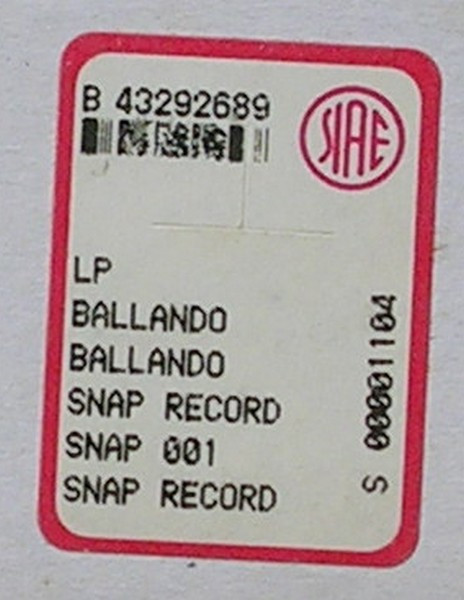 B 43292689
SIAE
LP
BALLANDO
BALLANDO
SNAP RECORD
SNAP 001
SNAP RECORD
S 00001104